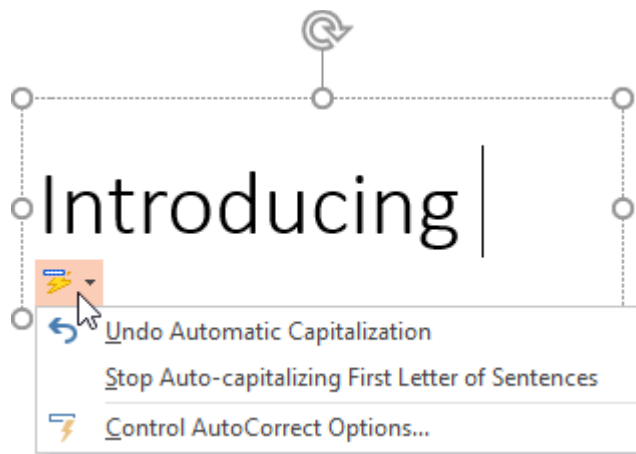 Introducing
Undo Automatic Capitalization
Stop Auto-capitalizing First Letter of Sentences
Control AutoCorrect Options...